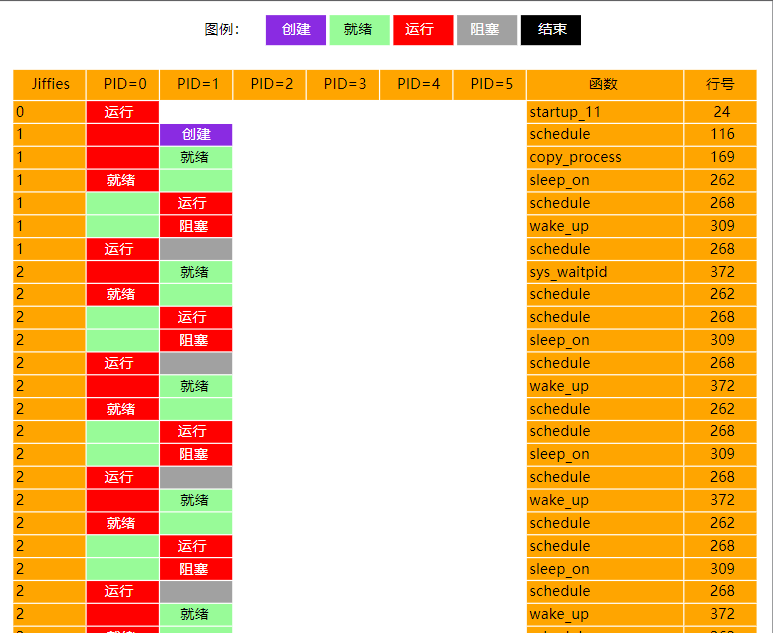 图例： 创建 就绪 运行 阻塞 结束
Jiffies PID=0 PID=1 PID=2 PID=3 PID=4 PID=5 函数 行号
0 运行 startup_11 24
1 创建 schedule 116
1 就绪 copy_process 169
1 就绪 sleep_on 262
1 运行 schedule 268
1 阻塞 wake_up 309
1 运行 schedule 268
2 就绪 sys_waitpid 372
2 就绪 schedule 262
2 运行 schedule 268
2 阻塞 sleep_on 309
2 运行 schedule 268
2 就绪 wake_up 372
2 就绪 schedule 262
2 运行 schedule 268
2 阻塞 sleep_on 309
2 运行 schedule 268
2 就绪 wake_up 372
2 就绪 schedule 262
2 运行 schedule 268
2 阻塞 sleep_on 309
2 运行 schedule 268
2 就绪 wake_up 372